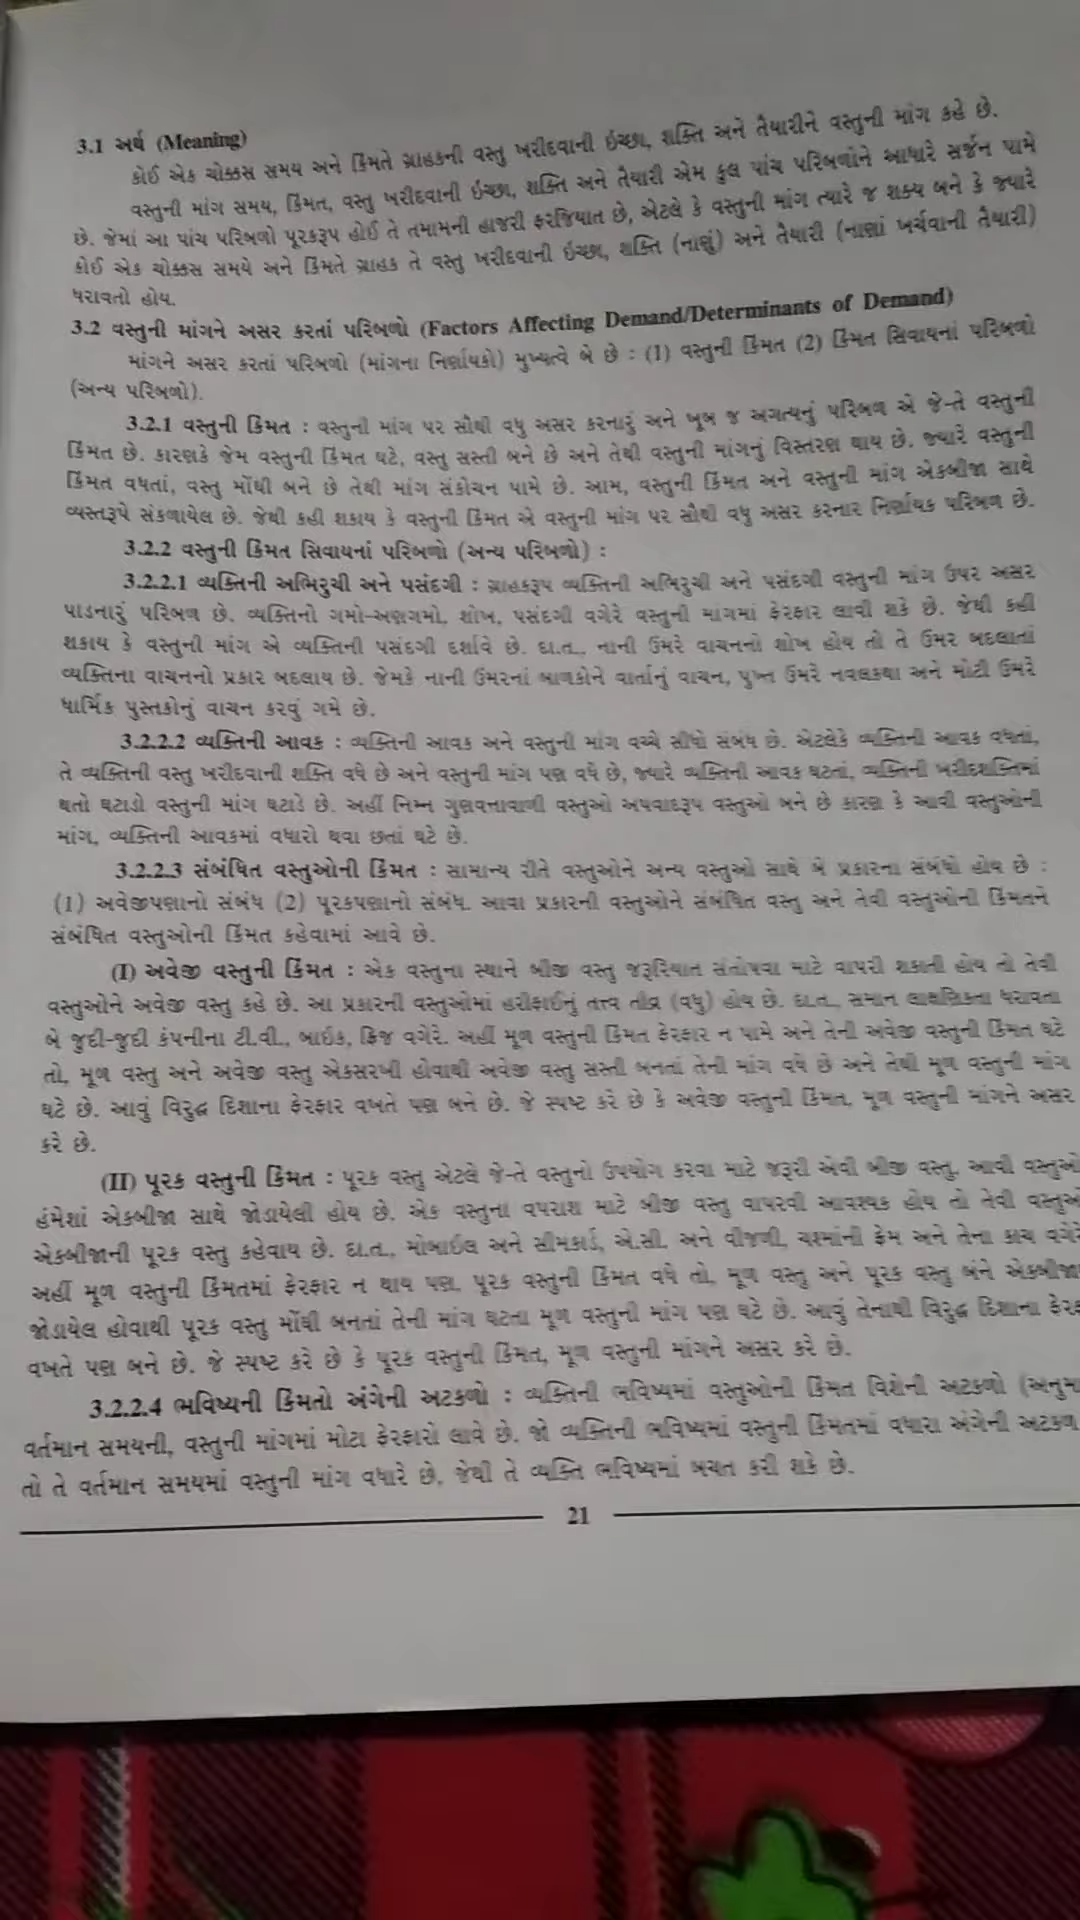 3.1 અર્થ (Meaning)
કોઈ એક ચોક્કસ સમય અને કિંમતે ગ્રાહકની વસ્તુ ખરીદવાની ઇચ્છા, શક્તિ અને તૈયારીને વસ્તુની માંગ કહે છે.
વસ્તુની માંગ સમય, કિંમત, વસ્તુ ખરીદવાની ઇચ્છા, શક્તિ અને તૈયારી એમ કુલ પાંચ પરિબળોને આધારે સર્જન પામે
છે. જેમાં આ પાંચ પરિબળો પૂરકરૂપ હોઈ તે તમામની હાજરી ફરજિયાત છે, એટલે કે વસ્તુની માંગ ત્યારે જ શક્ય બને કે જ્યારે
કોઈ એક ચોક્કસ સમયે અને કિંમતે ગ્રાહક તે વસ્તુ ખરીદવાની ઇચ્છા, શક્તિ (નાણું) અને તૈયારી (નાણાં ખર્ચવાની તૈયારી)
ધરાવતો હોય.
3.2 વસ્તુની માંગને અસર કરતાં પરિબળો (Factors Affecting Demand/Determinants of Demand)
માંગને અસર કરતાં પરિબળો (માંગના નિર્ણાયકો) મુખ્યત્વે બે છે : (1) વસ્તુની કિંમત (2) કિંમત સિવાયનાં પરિબળો
(અન્ય પરિબળો).
3.2.1 વસ્તુની કિંમત : વસ્તુની માંગ પર સૌથી વધુ અસર કરનારું અને ખૂબ જ અગત્યનું પરિબળ એ જે-તે વસ્તુની
કિંમત છે. કારણકે જેમ વસ્તુની કિંમત ઘટે, વસ્તુ સસ્તી બને છે અને તેથી વસ્તુની માંગનું વિસ્તરણ થાય છે. જ્યારે વસ્તુની
કિંમત વધતાં, વસ્તુ મોંઘી બને છે તેથી માંગ સંકોચન પામે છે. આમ, વસ્તુની કિંમત અને વસ્તુની માંગ એકબીજા સાથે
વ્યસ્તરૂપે સંકળાયેલ છે. જેથી કહી શકાય કે વસ્તુની કિંમત એ વસ્તુની માંગ પર સૌથી વધુ અસર કરનાર નિર્ણાયક પરિબળ છે.
3.2.2 વસ્તુની કિંમત સિવાયનાં પરિબળો (અન્ય પરિબળો) :
3.2.2.1 વ્યક્તિની અભિરુચી અને પસંદગી : ગ્રાહકરૂપ વ્યક્તિની અભિરુચી અને પસંદગી વસ્તુની માંગ ઉપર અસર
પાડનારું પરિબળ છે. વ્યક્તિનો ગમો-અણગમો, શોખ, પસંદગી વગેરે વસ્તુની માંગમાં ફેરફાર લાવી શકે છે. જેથી કહી
શકાય કે વસ્તુની માંગ એ વ્યક્તિની પસંદગી દર્શાવે છે. દા.ત., નાની ઉંમરે વાચનનો શોખ હોય તો તે ઉંમર બદલાતાં
વ્યક્તિના વાચનનો પ્રકાર બદલાય છે. જેમકે નાની ઉંમરનાં બાળકોને વાર્તાનું વાચન, પુખ્ત ઉંમરે નવલકથા અને મોટી ઉંમરે
ધાર્મિક પુસ્તકોનું વાચન કરવું ગમે છે.
3.2.2.2 વ્યક્તિની આવક : વ્યક્તિની આવક અને વસ્તુની માંગ વચ્ચે સીધો સંબંધ છે. એટલેકે વ્યક્તિની આવક વધતાં,
તે વ્યક્તિની વસ્તુ ખરીદવાની શક્તિ વધે છે અને વસ્તુની માંગ પણ વધે છે, જ્યારે વ્યક્તિની આવક ઘટતાં, વ્યક્તિની ખરીદશક્તિમાં
થતો ઘટાડો વસ્તુની માંગ ઘટાડે છે. અહીં નિમ્ન ગુણવત્તાવાળી વસ્તુઓ અપવાદરૂપ વસ્તુઓ બને છે કારણ કે આવી વસ્તુઓની
માંગ, વ્યક્તિની આવકમાં વધારો થવા છતાં ઘટે છે.
3.2.2.3 સંબંધિત વસ્તુઓની કિંમત : સામાન્ય રીતે વસ્તુઓને અન્ય વસ્તુઓ સાથે બે પ્રકારના સંબંધો હોય છે :
(1) અવેજીપણાનો સંબંધ (2) પૂરકપણાનો સંબંધ. આવા પ્રકારની વસ્તુઓને સંબંધિત વસ્તુ અને તેવી વસ્તુઓની કિંમતને
સંબંધિત વસ્તુઓની કિંમત કહેવામાં આવે છે.
(I) અવેજી વસ્તુની કિંમત : એક વસ્તુના સ્થાને બીજી વસ્તુ જરૂરિયાત સંતોષવા માટે વાપરી શકાતી હોય તો તેવી
વસ્તુઓને અવેજી વસ્તુ કહે છે. આ પ્રકારની વસ્તુઓમાં હરીફાઈનું તત્ત્વ તીવ્ર (વધુ) હોય છે. દા.ત., સમાન લાક્ષણિકતા ધરાવતા
બે જુદી-જુદી કંપનીના ટી.વી., બાઈક, ફ્રિજ વગેરે. અહીં મૂળ વસ્તુની કિંમત ફેરફાર ન પામે અને તેની અવેજી વસ્તુની કિંમત ઘટે
તો, મૂળ વસ્તુ અને અવેજી વસ્તુ એકસરખી હોવાથી અવેજી વસ્તુ સસ્તી બનતાં તેની માંગ વધે છે અને તેથી મૂળ વસ્તુની માંગ
ઘટે છે. આવું વિરુદ્ધ દિશાના ફેરફાર વખતે પણ બને છે. જે સ્પષ્ટ કરે છે કે અવેજી વસ્તુની કિંમત, મૂળ વસ્તુની માંગને અસર
કરે છે.
(II) પૂરક વસ્તુની કિંમત : પૂરક વસ્તુ એટલે જે-તે વસ્તુનો ઉપયોગ કરવા માટે જરૂરી એવી બીજી વસ્તુ. આવી વસ્તુઓ
હંમેશાં એકબીજા સાથે જોડાયેલી હોય છે. એક વસ્તુના વપરાશ માટે બીજી વસ્તુ વાપરવી આવશ્યક હોય તો તેવી વસ્તુઓ
એકબીજાની પૂરક વસ્તુ કહેવાય છે. દા.ત., મોબાઈલ અને સીમકાર્ડ, એ.સી. અને વીજળી, ચશ્માંની ફ્રેમ અને તેના કાચ વગેરે
અહીં મૂળ વસ્તુની કિંમતમાં ફેરફાર ન થાય પણ, પૂરક વસ્તુની કિંમત વધે તો, મૂળ વસ્તુ અને પૂરક વસ્તુ બંને એકબીજા
જોડાયેલ હોવાથી પૂરક વસ્તુ મોંઘી બનતાં તેની માંગ ઘટતા મૂળ વસ્તુની માંગ પણ ઘટે છે. આવું તેનાથી વિરુદ્ધ દિશાના
વખતે પણ બને છે. જે સ્પષ્ટ કરે છે કે પૂરક વસ્તુની કિંમત, મૂળ વસ્તુની માંગને અસર કરે છે.
3.2.2.4 ભવિષ્યની કિંમતો અંગેની અટકળો : વ્યક્તિની ભવિષ્યમાં વસ્તુઓની કિંમત વિશેની અટકળો
વર્તમાન સમયની, વસ્તુની માંગમાં મોટા ફેરફારો લાવે છે. જો વ્યક્તિની ભવિષ્યમાં વસ્તુની કિંમતમાં વધારા અંગેની અટકળ
તો તે વર્તમાન સમયમાં વસ્તુની માંગ વધારે છે, જેથી તે વ્યક્તિ ભવિષ્યમાં બચત કરી શકે છે.
21